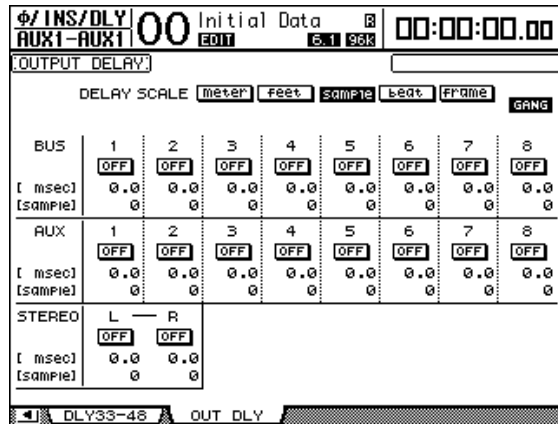 Φ/INS/DLY 00 Initial Data R 00:00:00.00
AUX1-AUX1 EDIT 6.1 96k
OUTPUT DELAY
DELAY SCALE meter feet sample beat frame GANG
BUS 1 2 3 4 5 6 7 8
OFF OFF OFF OFF OFF OFF OFF OFF
[ msec] 0.0 0.0 0.0 0.0 0.0 0.0 0.0 0.0
[sample] 0 0 0 0 0 0 0 0
AUX 1 2 3 4 5 6 7 8
OFF OFF OFF OFF OFF OFF OFF OFF
[ msec] 0.0 0.0 0.0 0.0 0.0 0.0 0.0 0.0
[sample] 0 0 0 0 0 0 0 0
STEREO L — R
OFF OFF
[ msec] 0.0 0.0
[sample] 0 0
DLY33-48 OUT DLY